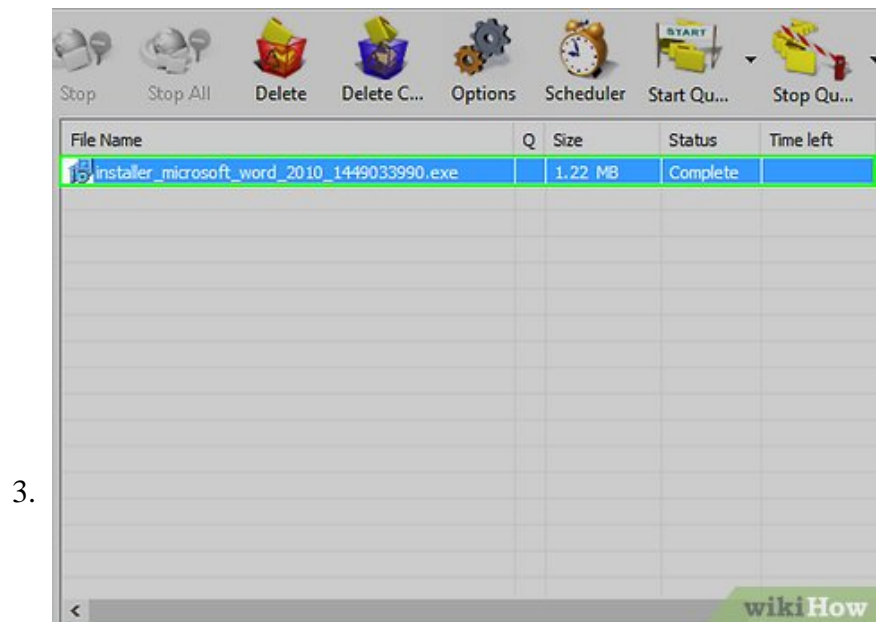 START
Stop Stop All Delete Delete C... Options Scheduler Start Qu... Stop Qu...
File Name Q Size Status Time left
installer_microsoft_word_2010_1449033990.exe 1.22 MB Complete
3.
<
wikiHow